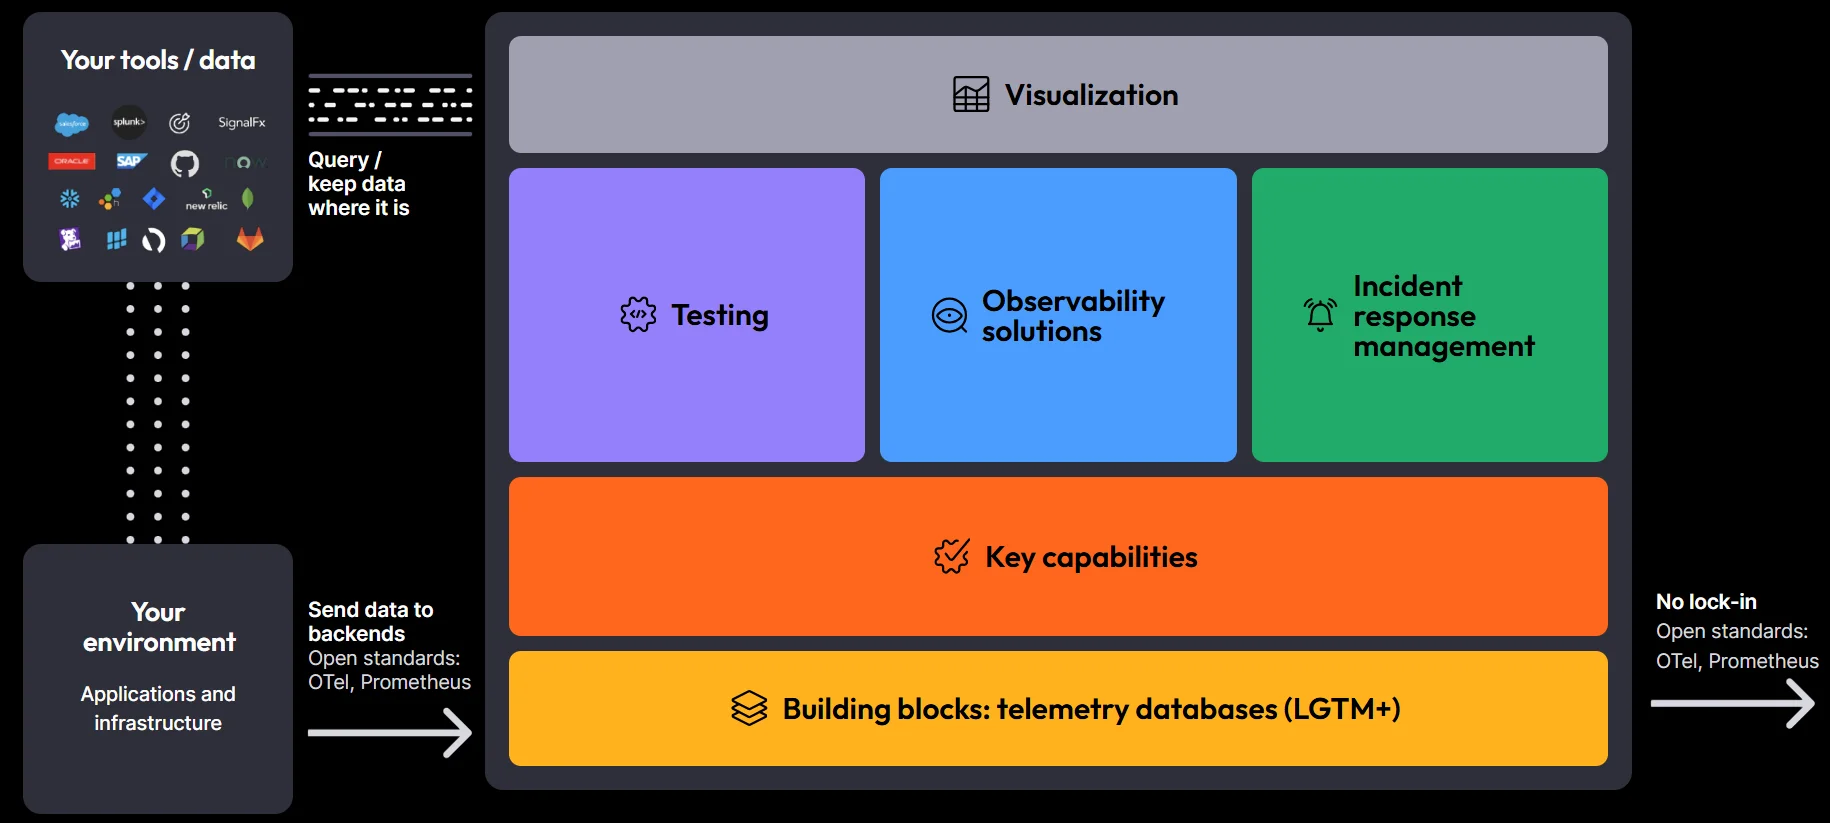 Your tools / data
salesforce
splunk>
SignalFx
ORACLE
SAP
now
h
new relic
Query /
keep data
where it is
Visualization
Testing
Observability
solutions
Incident
response
management
Key capabilities
Your
environment
Applications and
infrastructure
Send data to
backends
Open standards:
OTel, Prometheus
Building blocks: telemetry databases (LGTM+)
No lock-in
Open standards:
OTel, Prometheus